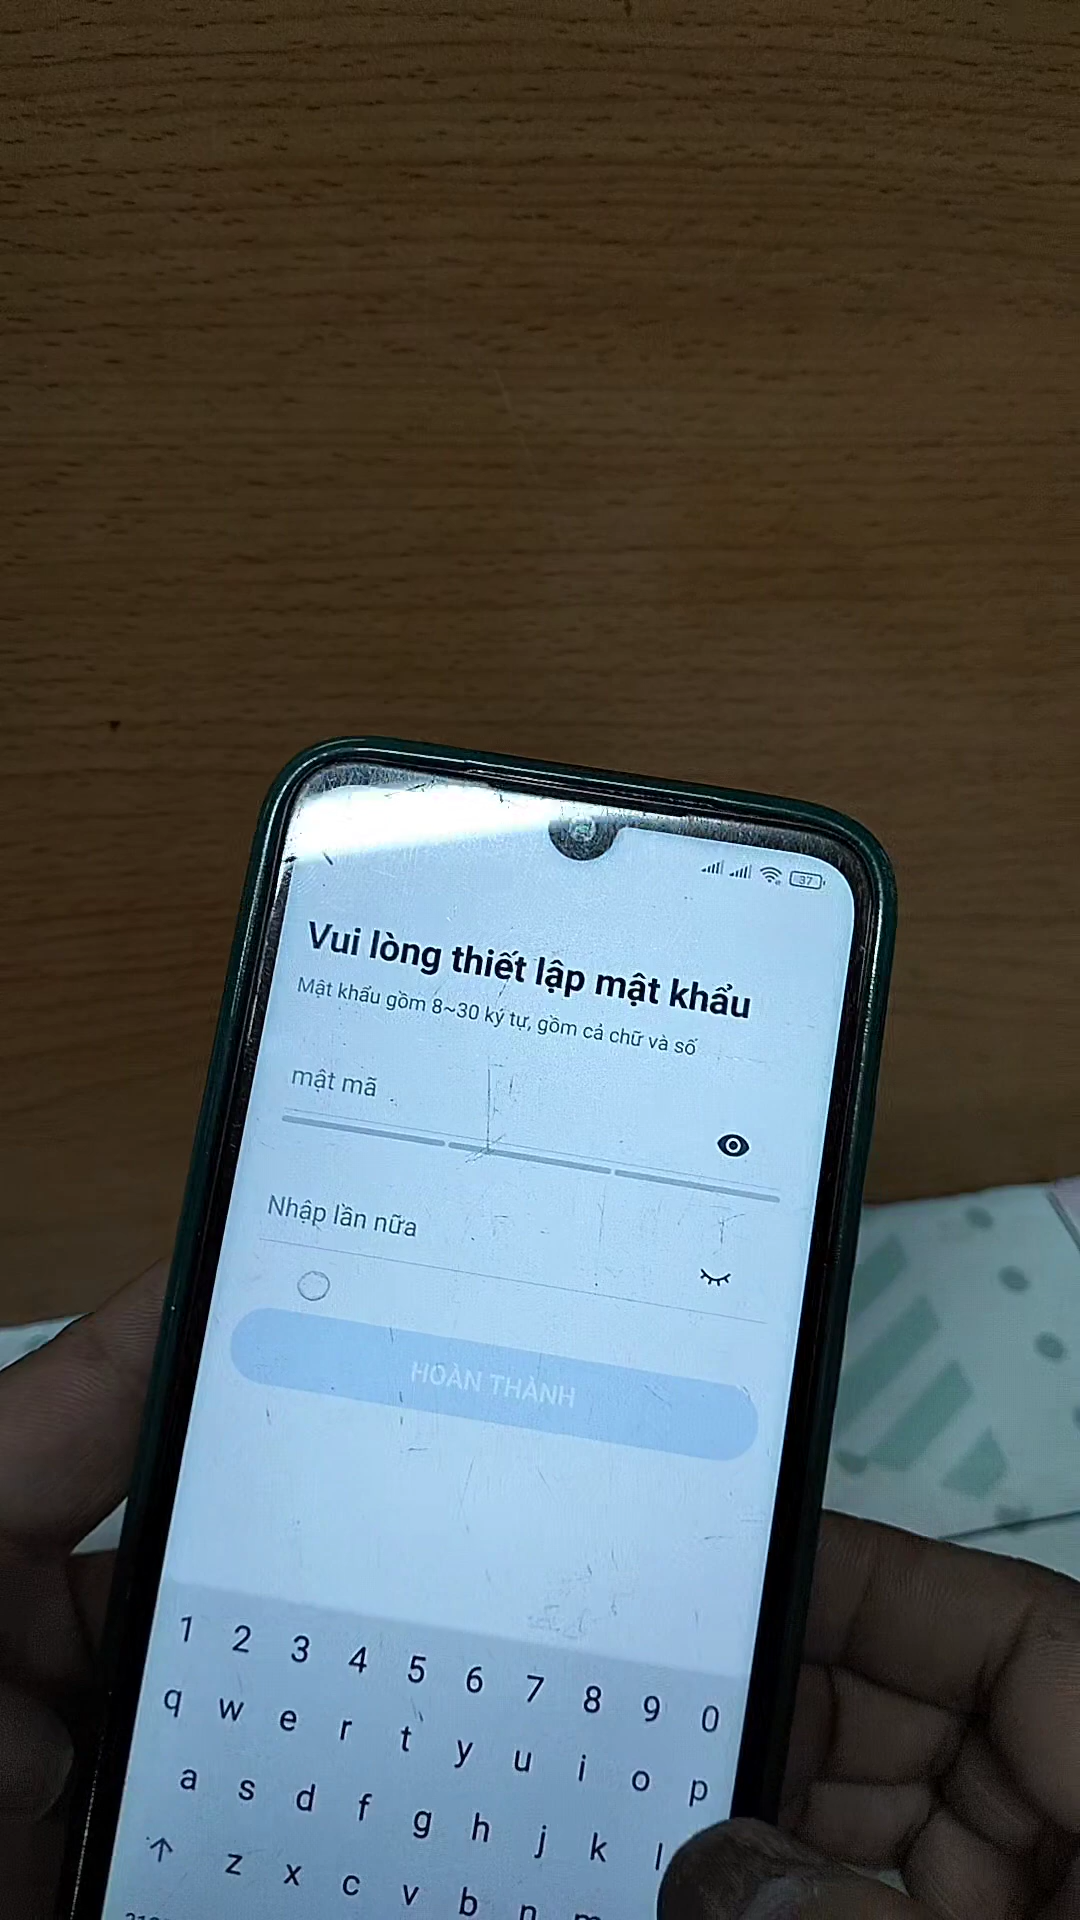 37
Vui lòng thiết lập mật khẩu
Mật khẩu gồm 8~30 ký tự, gồm cả chữ và số
mật mã
Nhập lần nữa
HOÀN THÀNH
1 2 3 4 5 6 7 8 9 0
q w e r t y u i o p
a s d f g h j k l
z x c v b n m